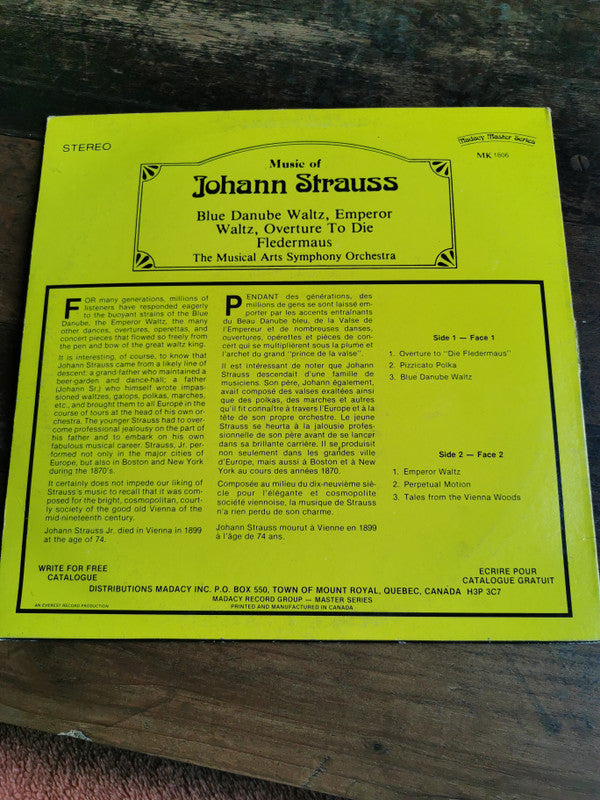 STEREO
Madacy Master Series
MK 1806
Music of
Johann Strauss
Blue Danube Waltz, Emperor
Waltz, Overture To Die
Fledermaus
The Musical Arts Symphony Orchestra
FOR many generations, millions of
listeners have responded eagerly
to the buoyant strains of the Blue
Danube, the Emperor Waltz, the many
other dances, overtures, operettas, and
concert pieces that flowed so freely from
the pen and bow of the great waltz king.
It is interesting, of course, to know that
Johann Strauss came from a likely line of
descent: a grand-father who maintained a
beer-garden and dance-hall; a father
(Johann Sr.) who himself wrote impas-
sioned waltzes, galops, polkas, marches,
etc., and brought them to all Europe in the
course of tours at the head of his own or-
chestra. The younger Strauss had to over-
come professional jealousy on the part of
his father and to embark on his own
fabulous musical career. Strauss, Jr. per-
formed not only in the major cities of
Europe, but also in Boston and New York
during the 1870's.
It certainly does not impede our liking of
Strauss's music to recall that it was com-
posed for the bright, cosmopolitan, court-
ly society of the good old Vienna of the
mid-nineteenth century.
Johann Strauss Jr. died in Vienna in 1899
at the age of 74.
PENDANT des générations, des
millions de gens se sont laissé em-
porter par les accents entraînants
du Beau Danube bleu, de la Valse de
l'Empereur et de nombreuses danses,
ouvertures, opérettes et pièces de con-
cert qui se multiplièrent sous la plume et
l'archet du grand "prince de la valse".
Il est intéressant de noter que Johann
Strauss descendait d'une famille de
musiciens. Son père, Johann également,
avait composé des valses exaltées ainsi
que des polkas, des marches et autres
qu'il fit connaître à travers l'Europe et à la
tête de son propre orchestre. Le jeune
Strauss se heurta à la jalousie profes-
sionnelle de son père avant de se lancer
dans sa brillante carrière. Il se produisit
non seulement dans les grandes villes
d'Europe, mais aussi à Boston et à New
York au cours des années 1870.
Composée au milieu du dix-neuvième siè-
cle pour l'élégante et cosmopolite
société viennoise, la musique de Strauss
n'a rien perdu de son charme.
Johann Strauss mourut à Vienne en 1899
à l'âge de 74 ans.
Side 1 — Face 1
1. Overture to "Die Fledermaus"
2. Pizzicato Polka
3. Blue Danube Waltz
Side 2 — Face 2
1. Emperor Waltz
2. Perpetual Motion
3. Tales from the Vienna Woods
WRITE FOR FREE
CATALOGUE
ECRIRE POUR
CATALOGUE GRATUIT
DISTRIBUTIONS MADACY INC. P.O. BOX 550, TOWN OF MOUNT ROYAL, QUEBEC, CANADA H3P 3C7
MADACY RECORD GROUP — MASTER SERIES
AN EVEREST RECORD PRODUCTION
PRINTED AND MANUFACTURED IN CANADA